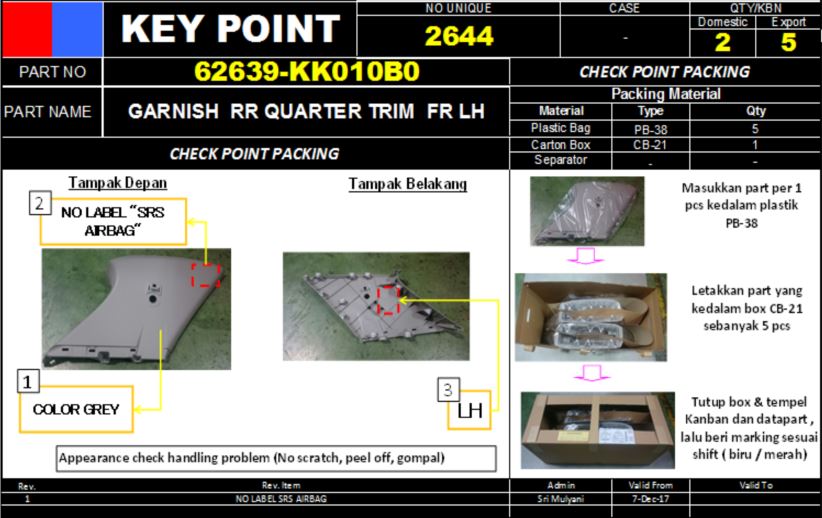 KEY POINT
NO UNIQUE
2644
CASE
-
QTY/KBN
Domestic
Export
2
5
PART NO
62639-KK010B0
CHECK POINT PACKING
PART NAME
GARNISH RR QUARTER TRIM FR LH
Packing Material
Material Type Qty
Plastic Bag PB-38 5
Carton Box CB-21 1
Separator - -
CHECK POINT PACKING
Tampak Depan
Tampak Belakang
2
NO LABEL "SRS
AIRBAG"
1
COLOR GREY
3
LH
Appearance check handling problem (No scratch, peel off, gompal)
Masukkan part per 1
pcs kedalam plastik
PB-38
Letakkan part yang
kedalam box CB-21
sebanyak 5 pcs
Tutup box & tempel
Kanban dan datapart ,
lalu beri marking sesuai
shift ( biru / merah)
Rev. Rev. Item Admin Valid From Valid To
1 NO LABEL SRS AIRBAG Sri Mulyani 7-Dec-17